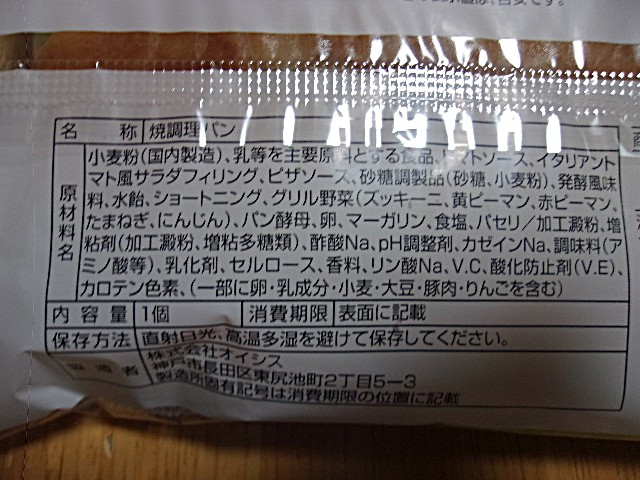 は、目安です。
名 称 焼調理パン
原材料名
小麦粉(国内製造)、乳等を主要原料とする食品、トマトソース、イタリアント
マト風サラダフィリング、ピザソース、砂糖調製品(砂糖、小麦粉)、発酵風味
料、水飴、ショートニング、グリル野菜(ズッキーニ、黄ピーマン、赤ピーマン、
たまねぎ、にんじん)、パン酵母、卵、マーガリン、食塩、パセリ/加工澱粉、増
粘剤(加工澱粉、増粘多糖類)、酢酸Na、pH調整剤、カゼインNa、調味料(ア
ミノ酸等)、乳化剤、セルロース、香料、リン酸Na、V.C、酸化防止剤(V.E)、
カロテン色素、(一部に卵・乳成分・小麦・大豆・豚肉・りんごを含む)
内容量 1個 消費期限 表面に記載
保存方法 直射日光、高温多湿を避けて保存してください。
製造者 株式会社オイシス
神戸市長田区東尻池町2丁目5-3
製造所固有記号は消費期限の位置に記載